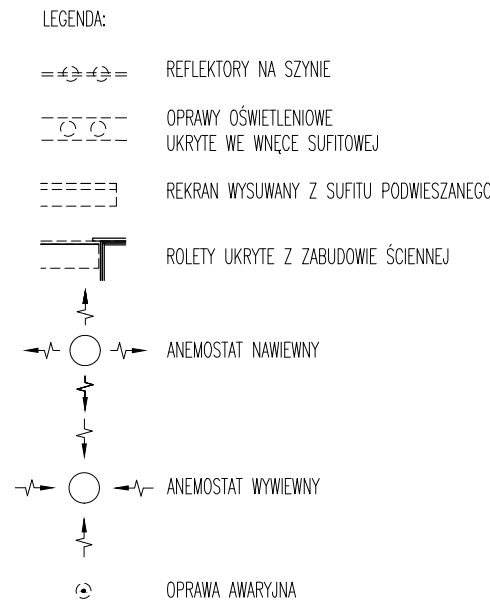 LEGENDA:
REFLEKTORY NA SZYNIE
OPRAWY OŚWIETLENIOWE
UKRYTE WE WNĘCE SUFITOWEJ
REKRAN WYSUWANY Z SUFITU PODWIESZANEGO
ROLETY UKRYTE Z ZABUDOWIE ŚCIENNEJ
ANEMOSTAT NAWIEWNY
ANEMOSTAT WYWIEWNY
OPRAWA AWARYJNA